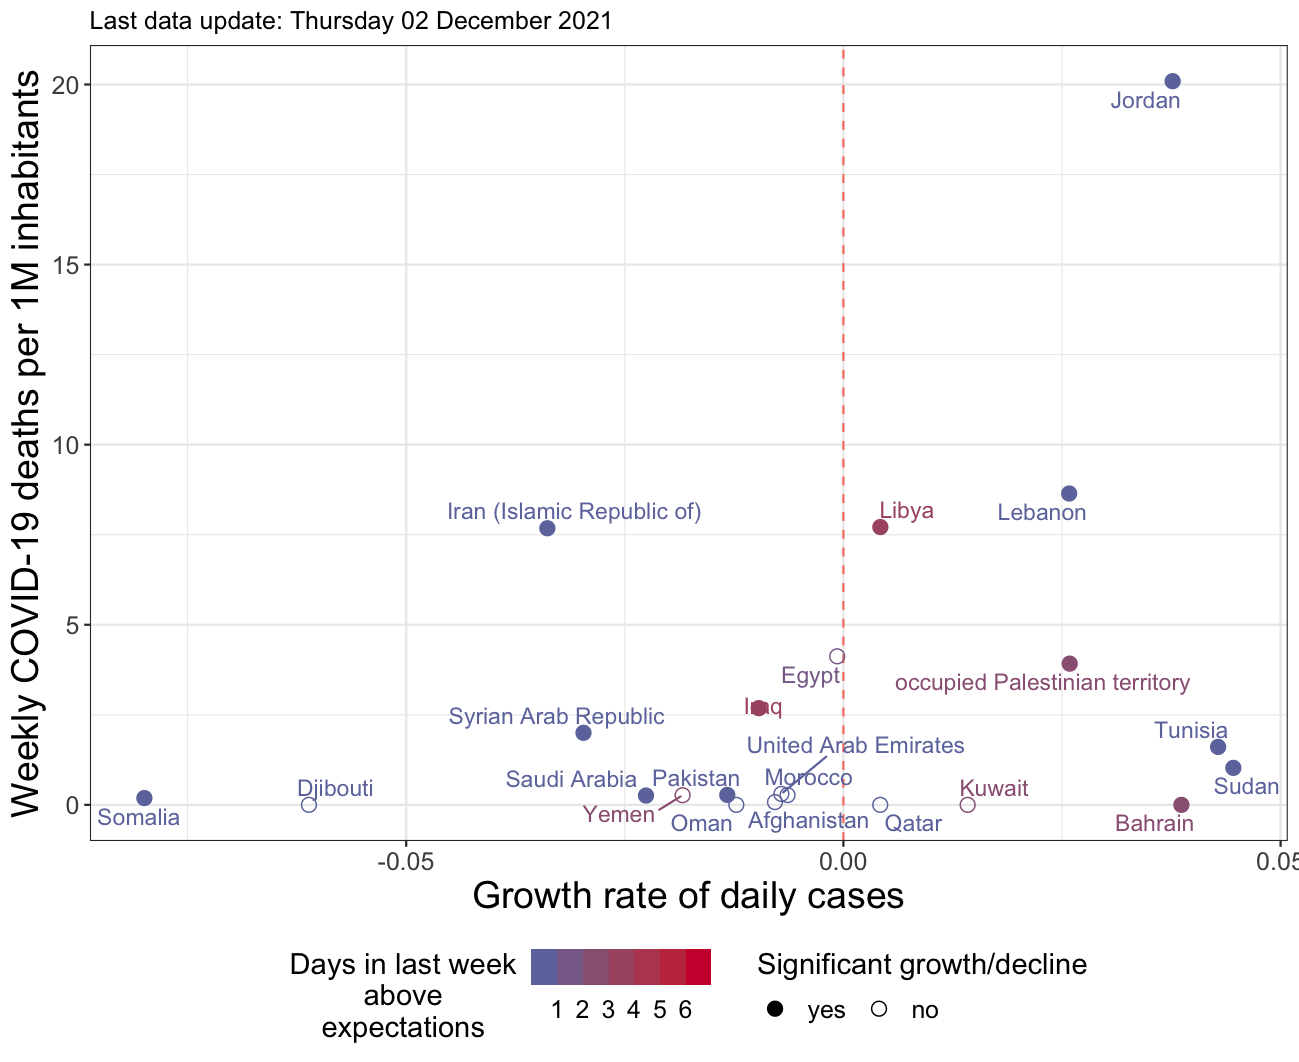 Last data update: Thursday 02 December 2021
Weekly COVID-19 deaths per 1M inhabitants
20
15
10
5
0
Jordan
Iran (Islamic Republic of)
Libya
Lebanon
Egypt
occupied Palestinian territory
Iraq
Syrian Arab Republic
Tunisia
United Arab Emirates
Saudi Arabia
Pakistan
Morocco
Djibouti
Kuwait
Sudan
Somalia
Yemen
Oman
Afghanistan
Qatar
Bahrain
-0.05
0.00
0.05
Growth rate of daily cases
Days in last week
above
expectations
1 2 3 4 5 6
Significant growth/decline
yes
no